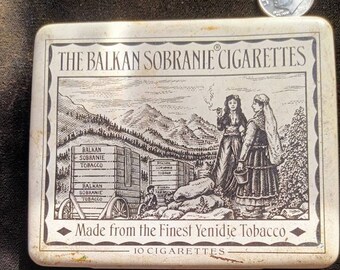 THE BALKAN SOBRANIE® CIGARETTES
BALKAN
SOBRANIE
TOBACCO
BALKAN
SOBRANIE
TOBACCO
Made from the Finest Yenidje Tobacco
10 CIGARETTES